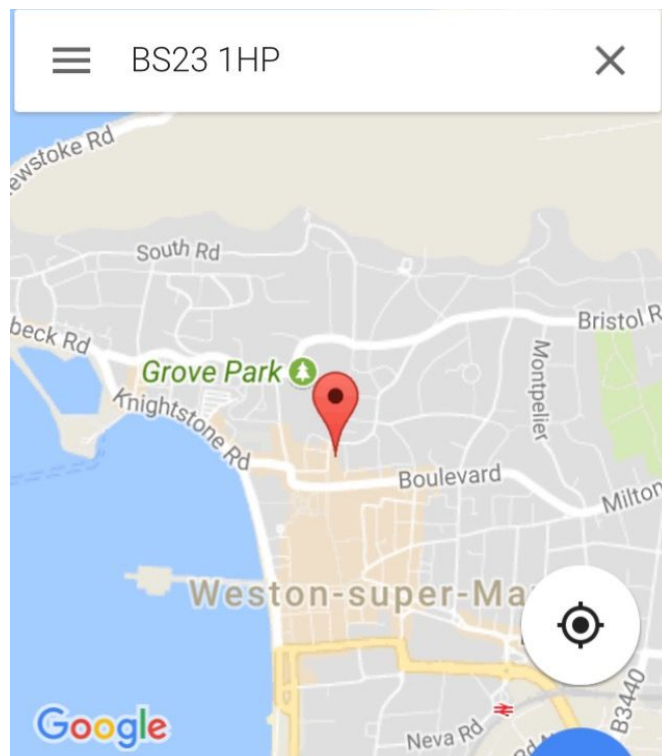 BS23 1HP
ewstoke Rd
South Rd
Bristol R
beck Rd
Grove Park
Montpelier
Knightstone Rd
Boulevard
Milton
Weston-super-Ma
B3440
Google
Neva Rd